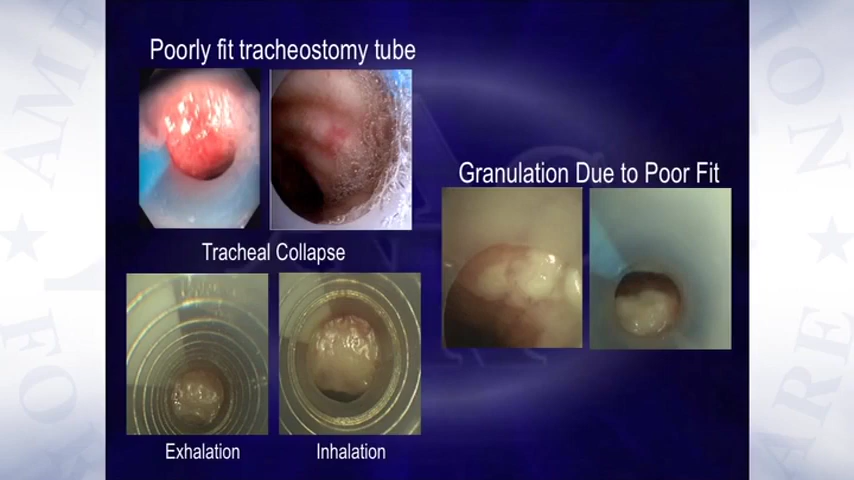 Poorly fit tracheostomy tube
Tracheal Collapse
Exhalation
Inhalation
Granulation Due to Poor Fit